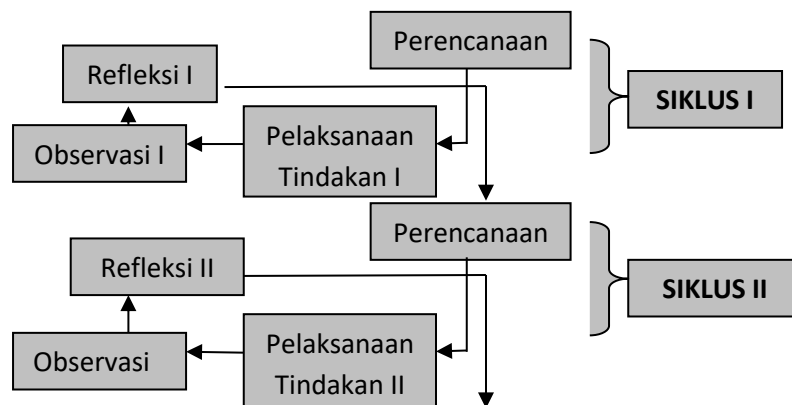 Perencanaan
Refleksi I
SIKLUS I
Pelaksanaan
Tindakan I
Observasi I
Perencanaan
Refleksi II
SIKLUS II
Pelaksanaan
Tindakan II
Observasi